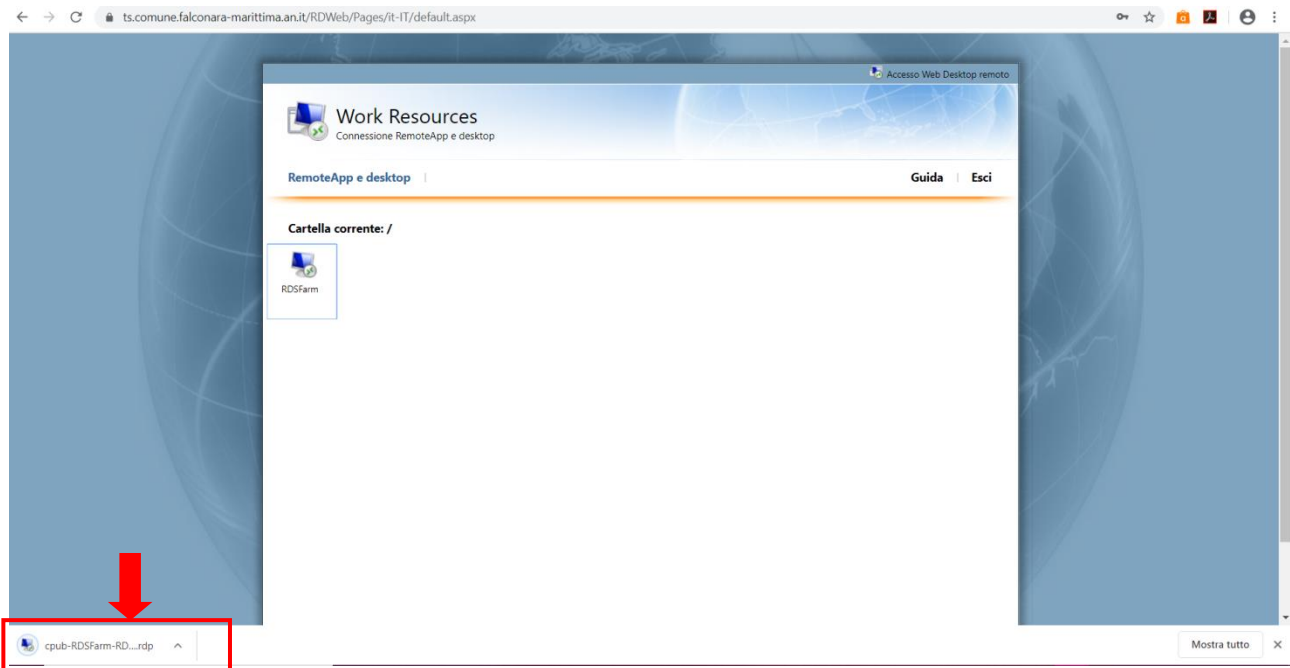 ts.comune.falconara-marittima.an.it/RDWeb/Pages/it-IT/default.aspx
Accesso Web Desktop remoto
Work Resources
Connessione RemoteApp e desktop
RemoteApp e desktop
Guida
Esci
Cartella corrente: /
RDSFarm
cpub-RDSFarm-RD....rdp
Mostra tutto